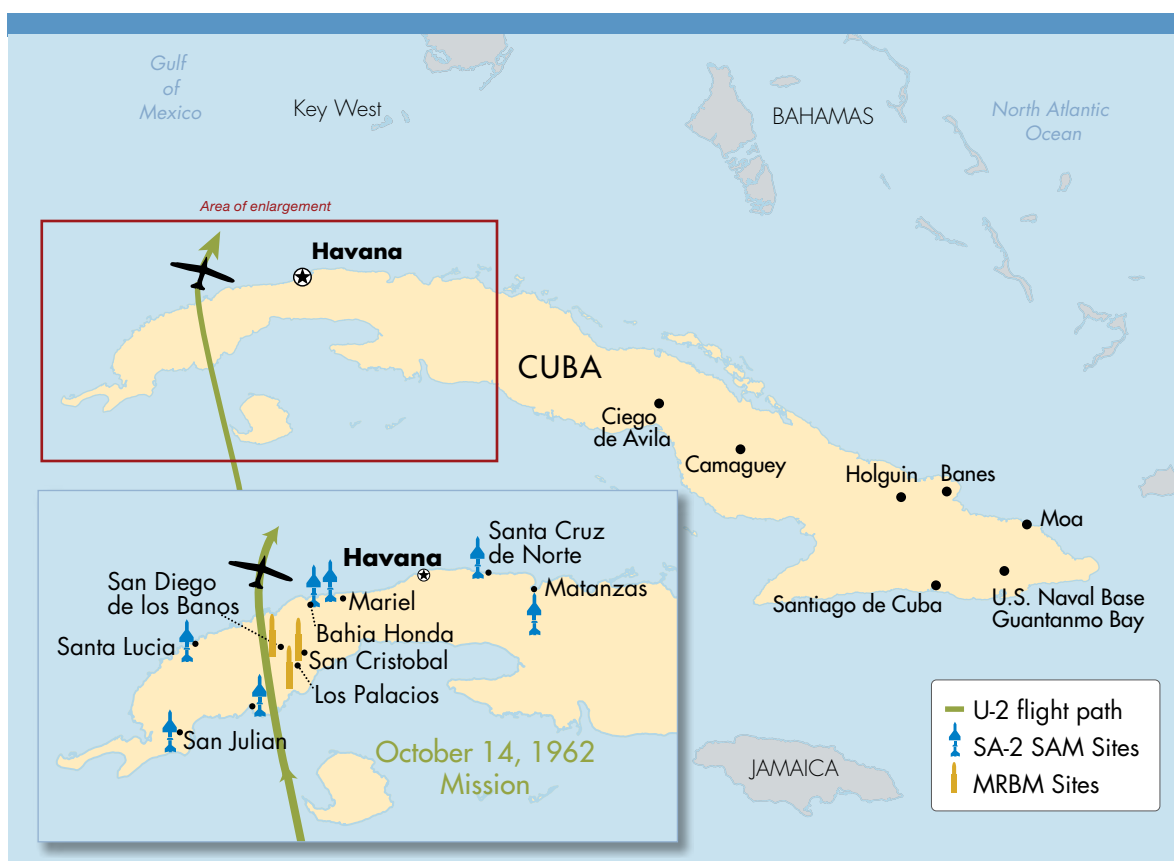 Gulf
of
Mexico
Key West
BAHAMAS
North Atlantic
Ocean
Area of enlargement
Havana
CUBA
Ciego
de Avila
Camaguey
Holguin
Banes
Moa
Santiago de Cuba
U.S. Naval Base
Guantanmo Bay
JAMAICA
Havana
Santa Cruz
de Norte
Matanzas
San Diego
de los Banos
Mariel
Bahia Honda
Santa Lucia
San Cristobal
Los Palacios
San Julian
October 14, 1962
Mission
U-2 flight path
SA-2 SAM Sites
MRBM Sites